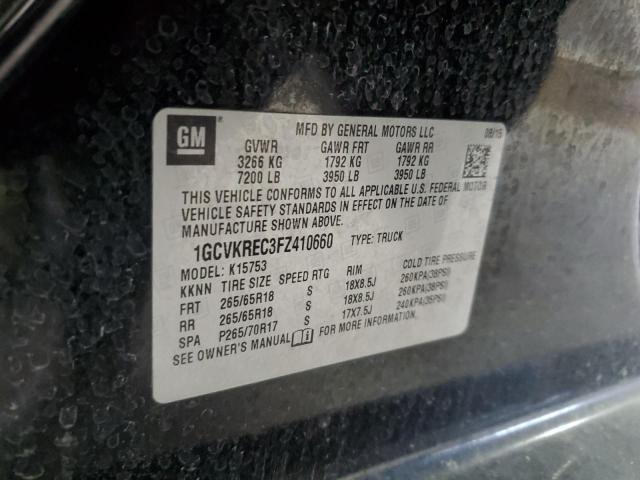 GM
MFD BY GENERAL MOTORS LLC 08/15
GVWR GAWR FRT GAWR RR
3266 KG 1792 KG 1792 KG
7200 LB 3950 LB 3950 LB
THIS VEHICLE CONFORMS TO ALL APPLICABLE U.S. FEDERAL MOTOR
VEHICLE SAFETY STANDARDS IN EFFECT ON THE DATE OF
MANUFACTURE SHOWN ABOVE.
1GCVKREC3FZ410660 TYPE: TRUCK
MODEL: K15753
KKNN TIRE SIZE SPEED RTG RIM COLD TIRE PRESSURE
FRT 265/65R18 S 18X8.5J 260KPA(38PSI)
RR 265/65R18 S 18X8.5J 260KPA(38PSI)
SPA P265/70R17 S 17X7.5J 240KPA(35PSI)
SEE OWNER'S MANUAL FOR MORE INFORMATION.